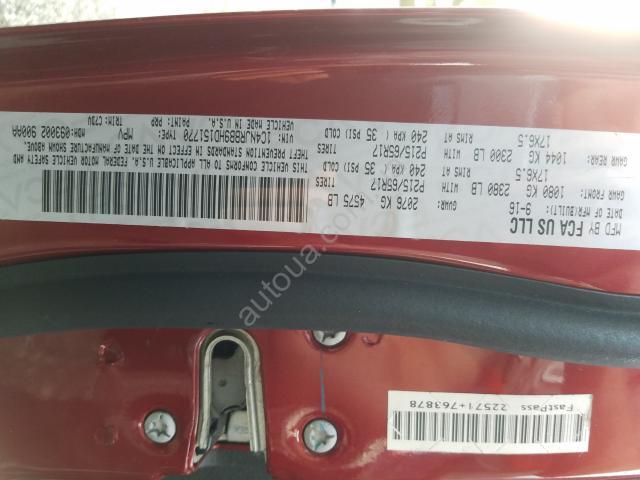 MFD BY FCA US LLC
DATE OF MFR(BUILT): 9-16 GVWR: 2076 KG 4575 LB
GAWR FRONT: 1080 KG 2380 LB WITH P215/65R17 TIRES
17X6.5 RIMS AT 240 KPA( 35 PSI) COLD
GAWR REAR: 1044 KG 2300 LB WITH P215/65R17 TIRES
17X6.5 RIMS AT 240 KPA( 35 PSI) COLD
THIS VEHICLE CONFORMS TO ALL APPLICABLE U.S.A. FEDERAL MOTOR VEHICLE SAFETY AND
THEFT PREVENTION STANDARDS IN EFFECT ON THE DATE OF MANUFACTURE SHOWN ABOVE.
VIN: 1C4NJRBB9HD151770 MPV TRIM: C7DV
PAINT: PRP
VEHICLE MADE IN U.S.A. MDH:093002 900AA
FastPass 22571+763878
autoua.com